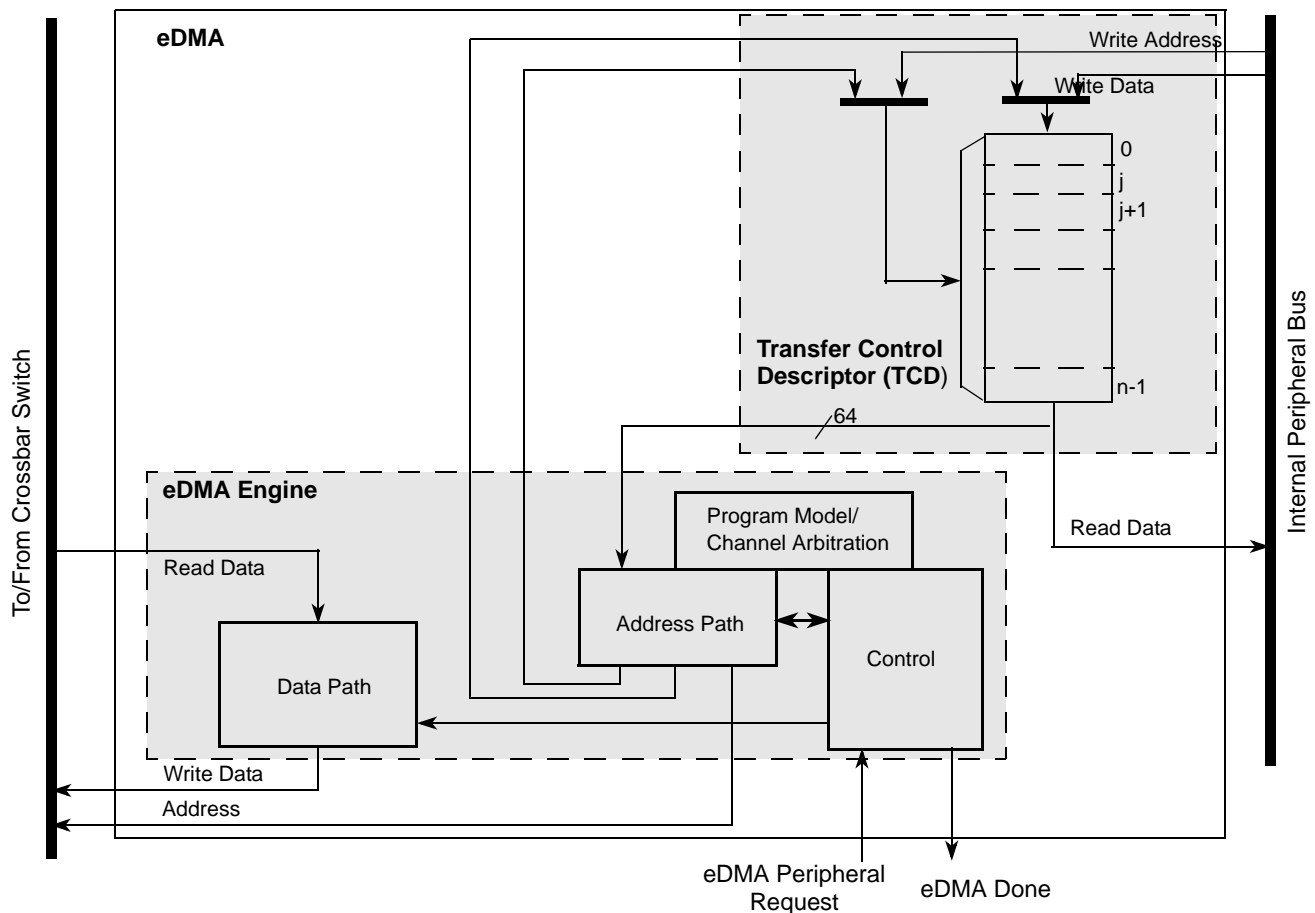 eDMA
Write Address
Write Data
0
j
j+1
n-1
Transfer Control
Descriptor (TCD)
64
To/From Crossbar Switch
Internal Peripheral Bus
eDMA Engine
Program Model/
Channel Arbitration
Read Data
Read Data
Address Path
Control
Data Path
Write Data
Address
eDMA Peripheral
Request
eDMA Done